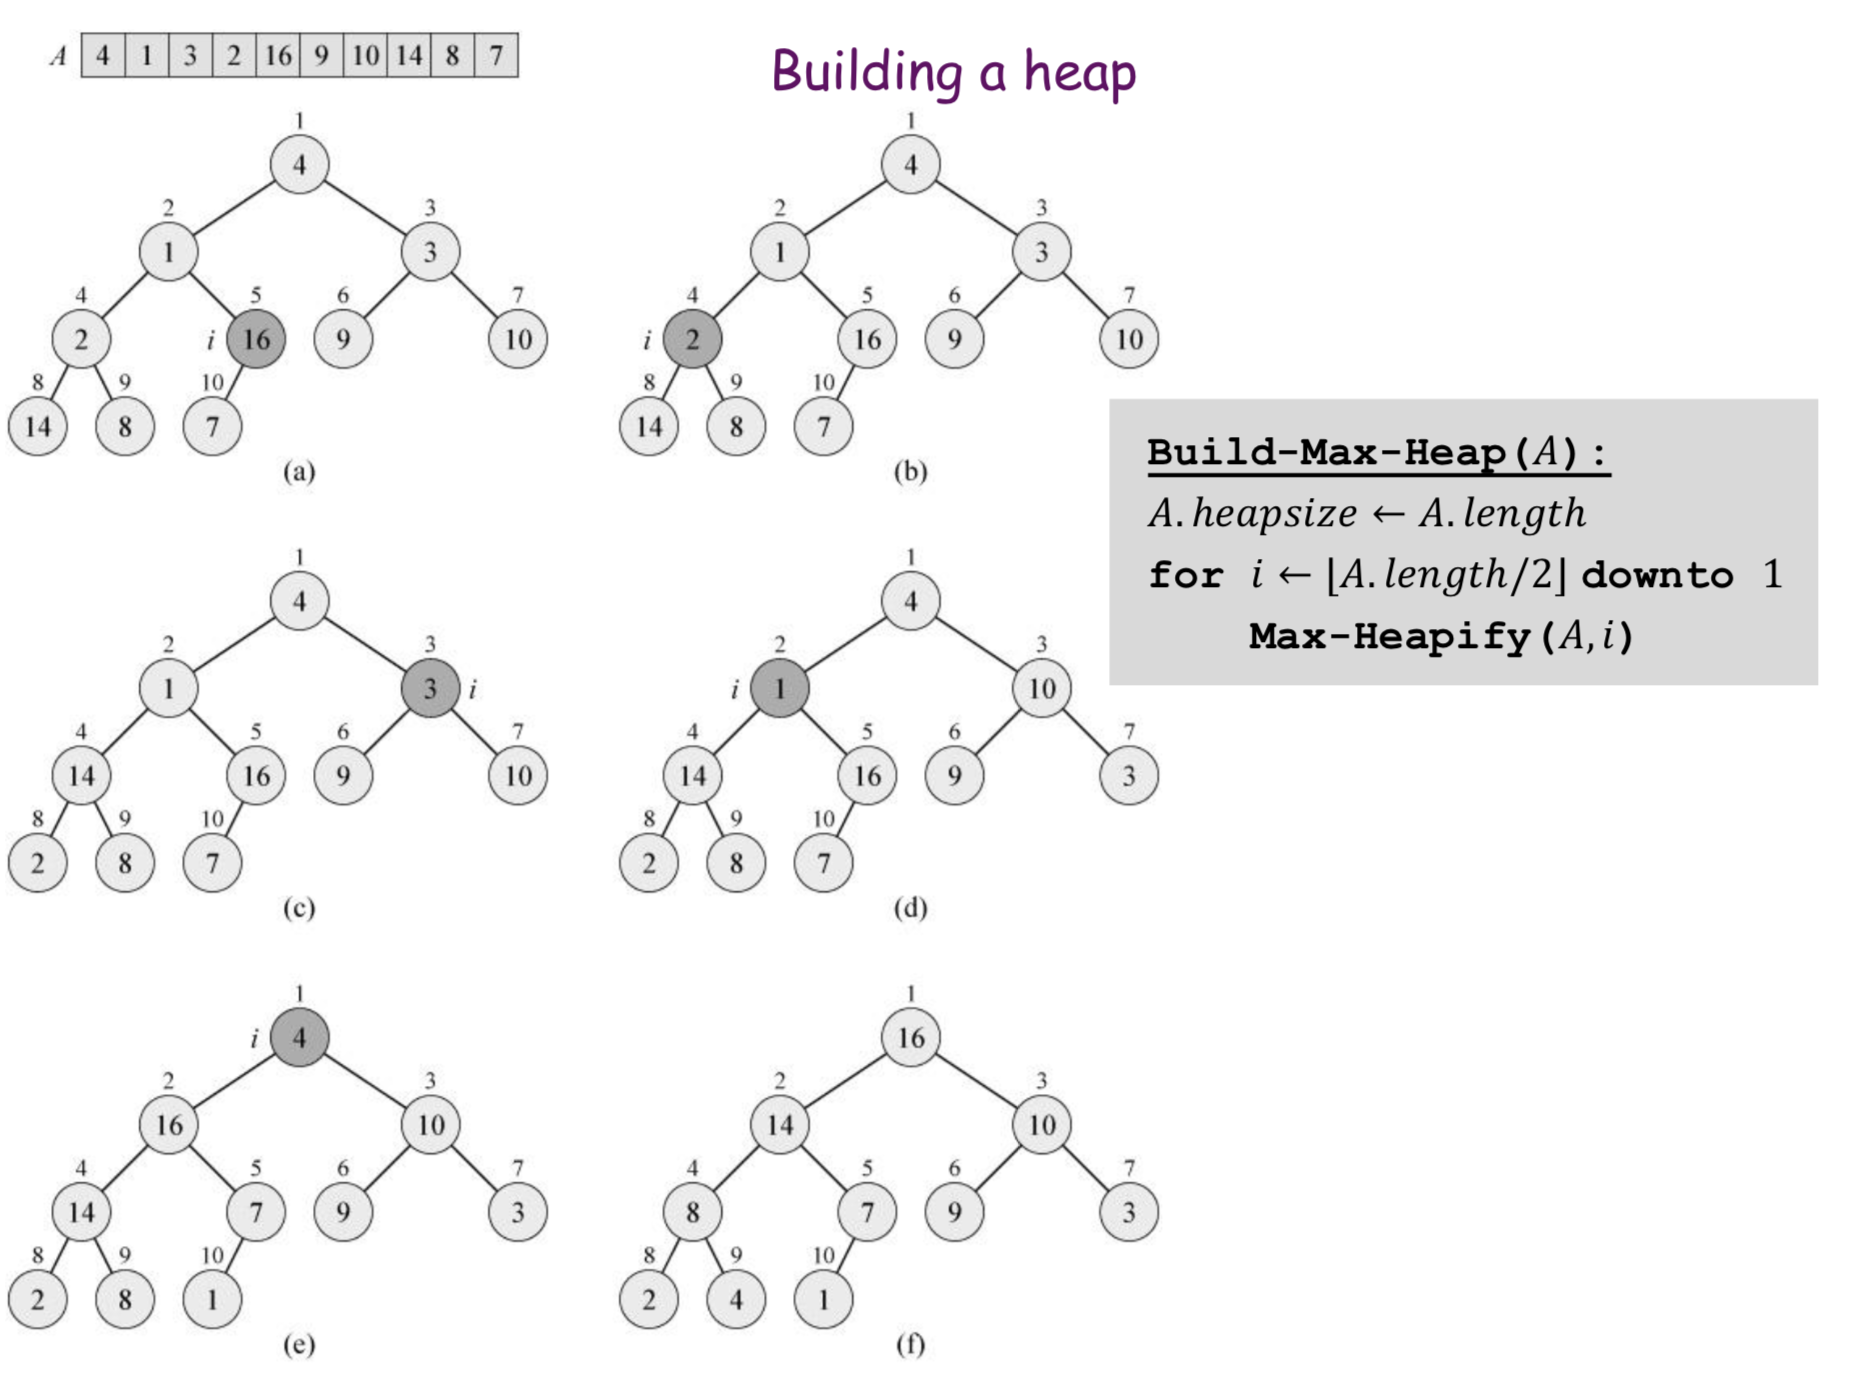 A 4 1 3 2 16 9 10 14 8 7
Building a heap
1
4
2 3
1 3
4 5 6 7
2 i 16 9 10
8 9 10
14 8 7
(a)
1
4
2 3
1 3
4 5 6 7
i 2 16 9 10
8 9 10
14 8 7
(b)
Build-Max-Heap(A):
A.heapsize ← A.length
for i ← ⌊A.length/2⌋ downto 1
Max-Heapify(A,i)
1
4
2 3
1 3 i
4 5 6 7
14 16 9 10
8 9 10
2 8 7
(c)
1
4
2 3
i 1 10
4 5 6 7
14 16 9 3
8 9 10
2 8 7
(d)
1
i 4
2 3
16 10
4 5 6 7
14 7 9 3
8 9 10
2 8 1
(e)
1
16
2 3
14 10
4 5 6 7
8 7 9 3
8 9 10
2 4 1
(f)